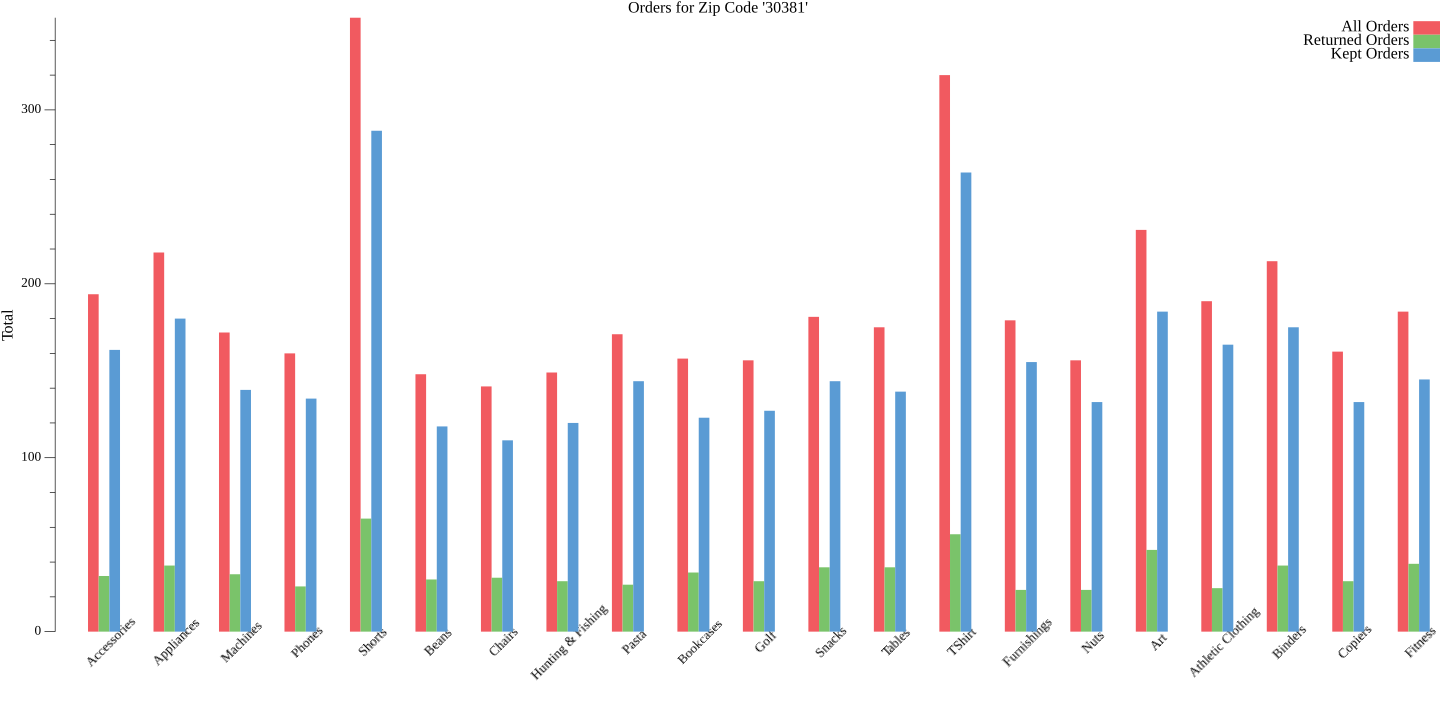 Orders for Zip Code '30381'
All Orders
Returned Orders
Kept Orders
Total
300
200
100
0
Accessories
Appliances
Machines
Phones
Shorts
Beans
Chairs
Hunting & Fishing
Pasta
Bookcases
Golf
Snacks
Tables
TShirt
Furnishings
Nuts
Art
Athletic Clothing
Binders
Copiers
Fitness